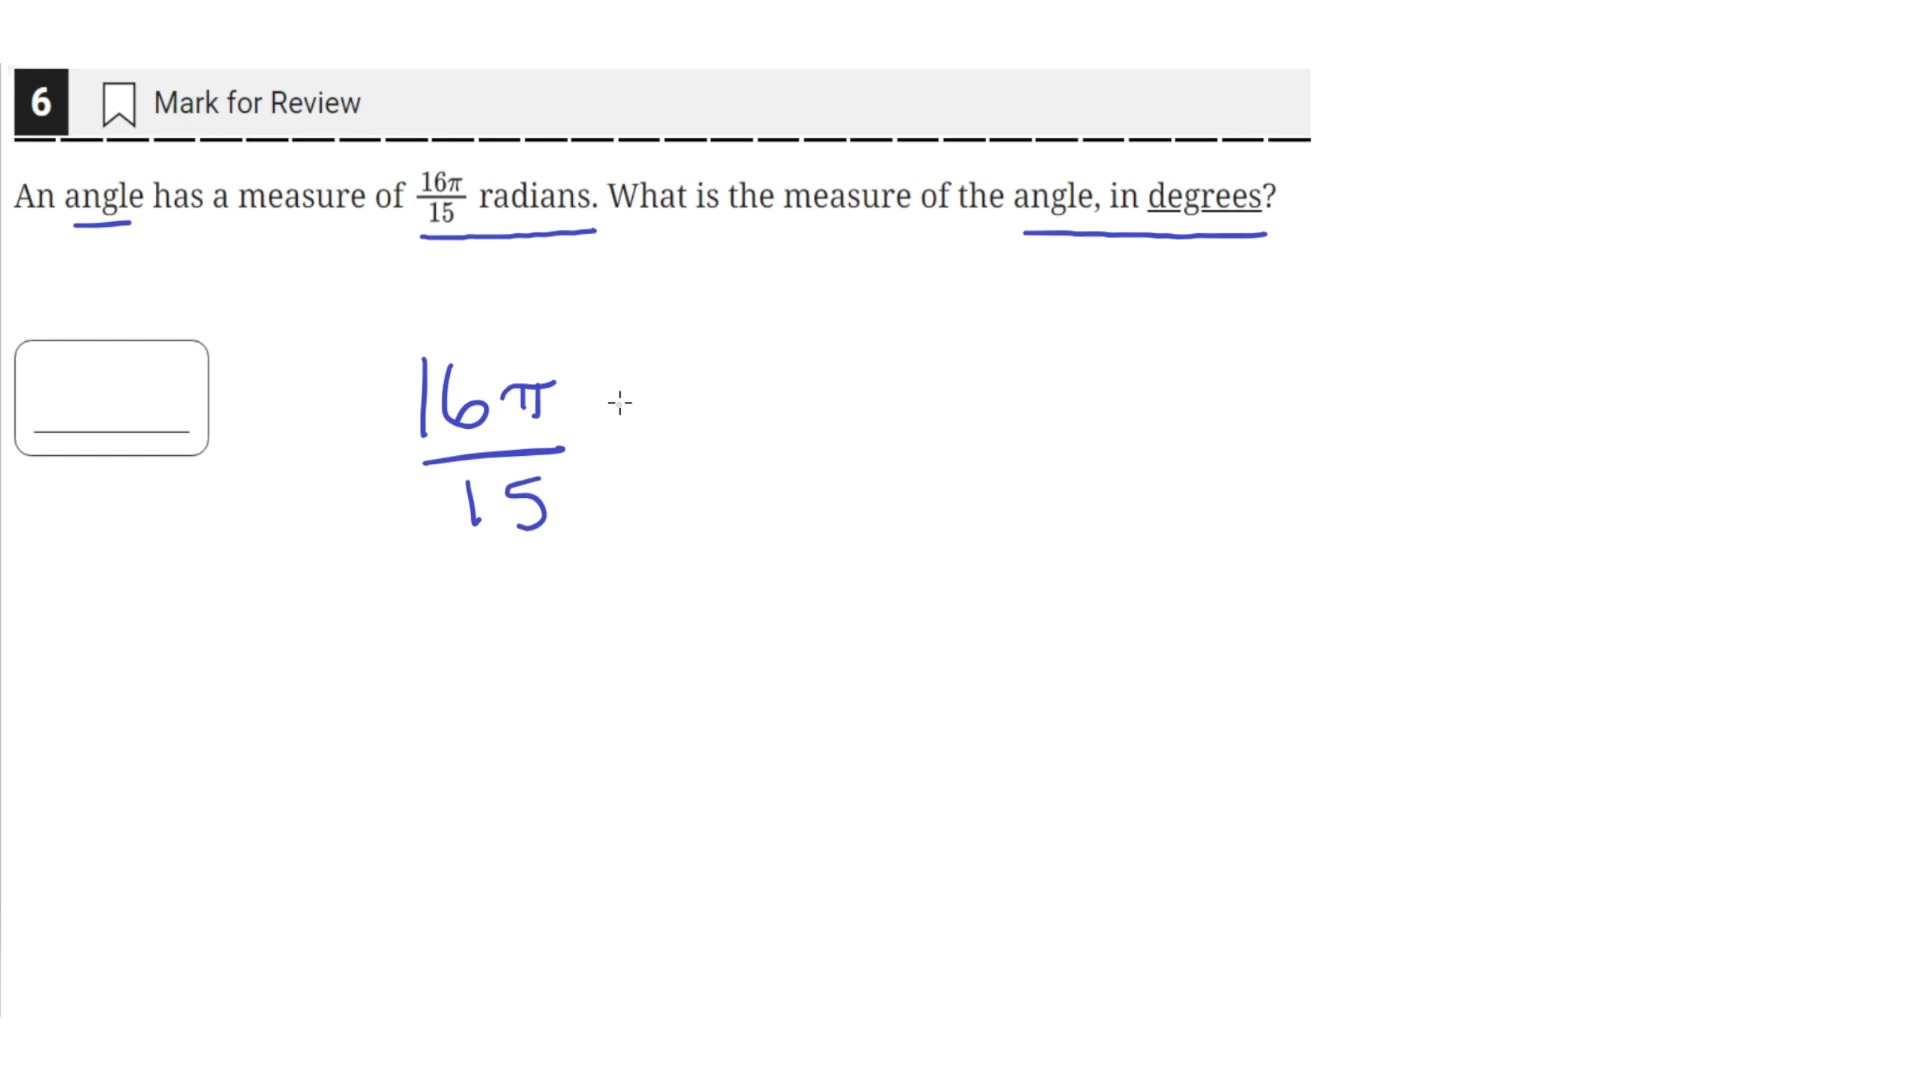 6 Mark for Review
An angle has a measure of 16π/15 radians. What is the measure of the angle, in degrees?
16π
15